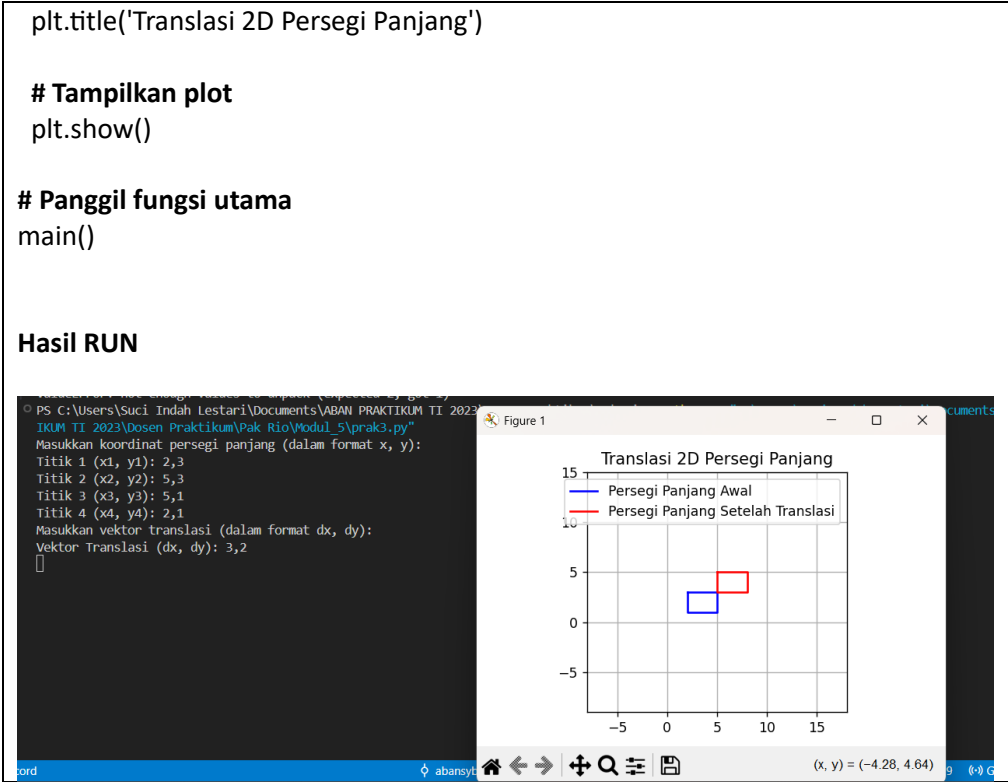 plt.title('Translasi 2D Persegi Panjang')
# Tampilkan plot
plt.show()
# Panggil fungsi utama
main()
Hasil RUN
PS C:\Users\Suci Indah Lestari\Documents\ABAN PRAKTIKUM TI 2023
IKUM TI 2023\Dosen Praktikum\Pak Rio\Modul_5\prak3.py"
Masukkan koordinat persegi panjang (dalam format x, y):
Titik 1 (x1, y1): 2,3
Titik 2 (x2, y2): 5,3
Titik 3 (x3, y3): 5,1
Titik 4 (x4, y4): 2,1
Masukkan vektor translasi (dalam format dx, dy):
Vektor Translasi (dx, dy): 3,2
Figure 1
Translasi 2D Persegi Panjang
Persegi Panjang Awal
Persegi Panjang Setelah Translasi
15
10
5
0
−5
−5 0 5 10 15
(x, y) = (−4.28, 4.64)
ocuments
cord
abansyb
9
G